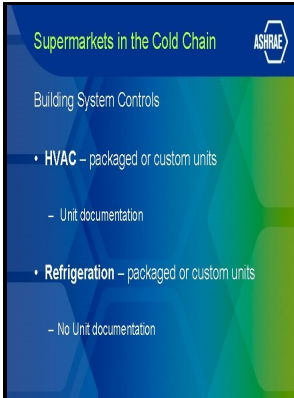 Supermarkets in the Cold Chain
ASHRAE
Building System Controls
• HVAC – packaged or custom units
– Unit documentation
• Refrigeration – packaged or custom units
– No Unit documentation